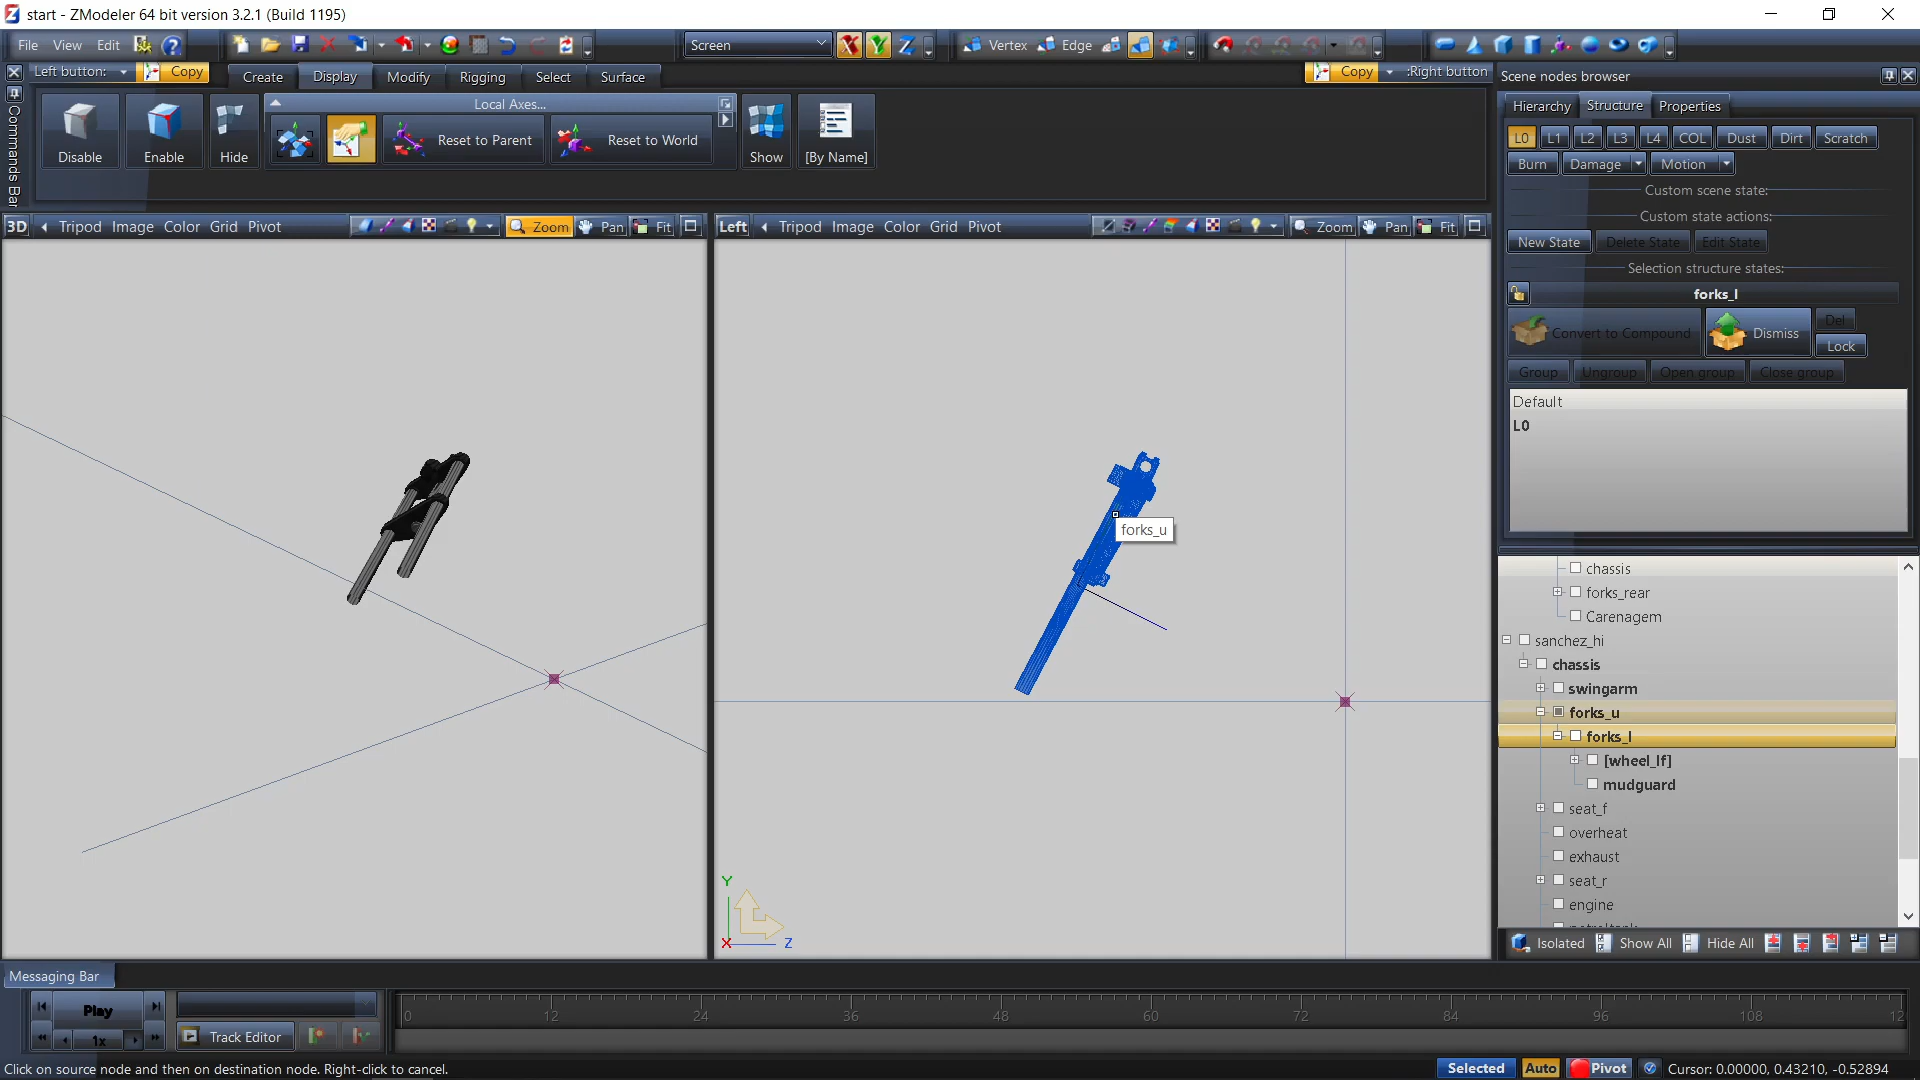 start - ZModeler 64 bit version 3.2.1 (Build 1195)
File View Edit
Screen
Vertex Edge
Left button: Copy
Create Display Modify Rigging Select Surface
Copy :Right button
Scene nodes browser
Commands Bar
Disable
Enable
Hide
Local Axes...
Reset to Parent
Reset to World
Show
[By Name]
Hierarchy Structure Properties
L0 L1 L2 L3 L4 COL Dust Dirt Scratch
Burn Damage Motion
Custom scene state:
Custom state actions:
New State Delete State Edit State
Selection structure states:
forks_l
Convert to Compound
Dismiss
Del
Lock
Group Ungroup Open group Close group
Default
L0
3D Tripod Image Color Grid Pivot Zoom Pan Fit
Left Tripod Image Color Grid Pivot Zoom Pan Fit
forks_u
Y
X
Z
chassis
forks_rear
Carenagem
sanchez_hi
chassis
swingarm
forks_u
forks_l
[wheel_lf]
mudguard
seat_f
overheat
exhaust
seat_r
engine
Isolated Show All Hide All
Messaging Bar
Play
1x
Track Editor
0 12 24 36 48 60 72 84 96 108 12
Click on source node and then on destination node. Right-click to cancel.
Selected Auto Pivot Cursor: 0.00000, 0.43210, -0.52894